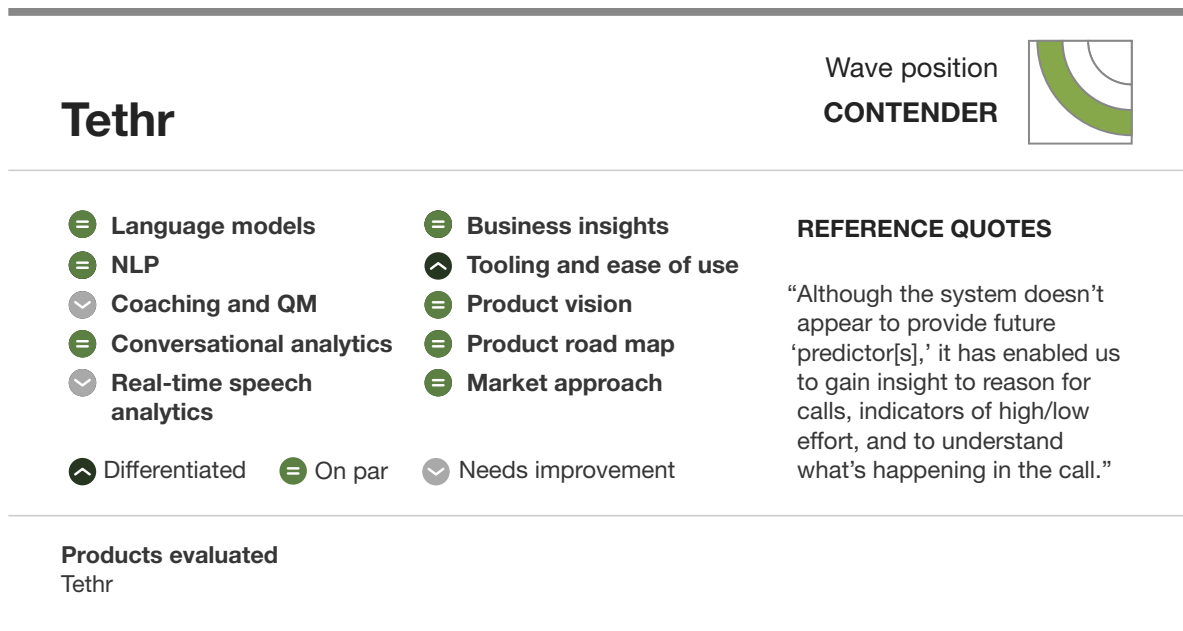 Tethr
Wave position
CONTENDER
Language models
NLP
Coaching and QM
Conversational analytics
Real-time speech
analytics
Business insights
Tooling and ease of use
Product vision
Product road map
Market approach
Differentiated
On par
Needs improvement
REFERENCE QUOTES
“Although the system doesn’t
appear to provide future
‘predictor[s],’ it has enabled us
to gain insight to reason for
calls, indicators of high/low
effort, and to understand
what’s happening in the call.”
Products evaluated
Tethr